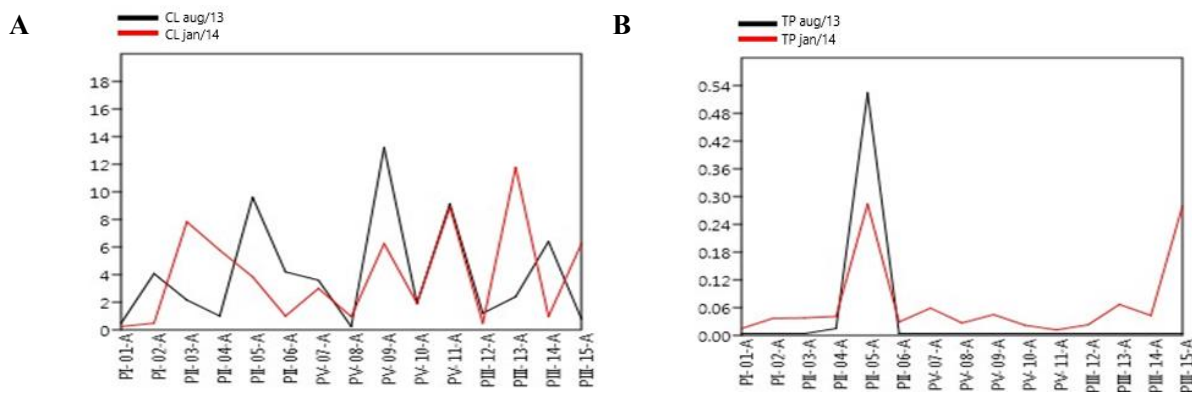 A
CL aug/13
CL jan/14
18
16
14
12
10
8
6
4
2
0
PI-01-A
PI-02-A
PII-03-A
PII-04-A
PII-05-A
PII-06-A
PV-07-A
PV-08-A
PV-09-A
PV-10-A
PV-11-A
PIII-12-A
PIII-13-A
PIII-14-A
PIII-15-A
B
TP aug/13
TP jan/14
0.54
0.48
0.42
0.36
0.30
0.24
0.18
0.12
0.06
0.00
PI-01-A
PI-02-A
PII-03-A
PII-04-A
PII-05-A
PII-06-A
PV-07-A
PV-08-A
PV-09-A
PV-10-A
PV-11-A
PIII-12-A
PIII-13-A
PIII-14-A
PIII-15-A